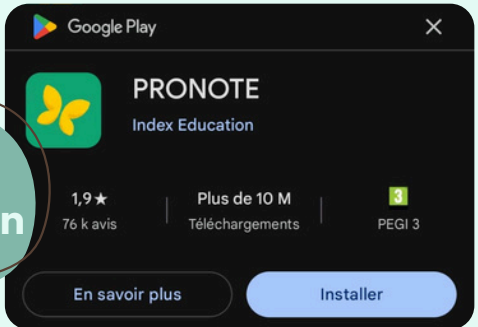 Google Play
PRONOTE
Index Education
1,9★
Plus de 10 M
3
76 k avis
Téléchargements
PEGI 3
n
En savoir plus
Installer